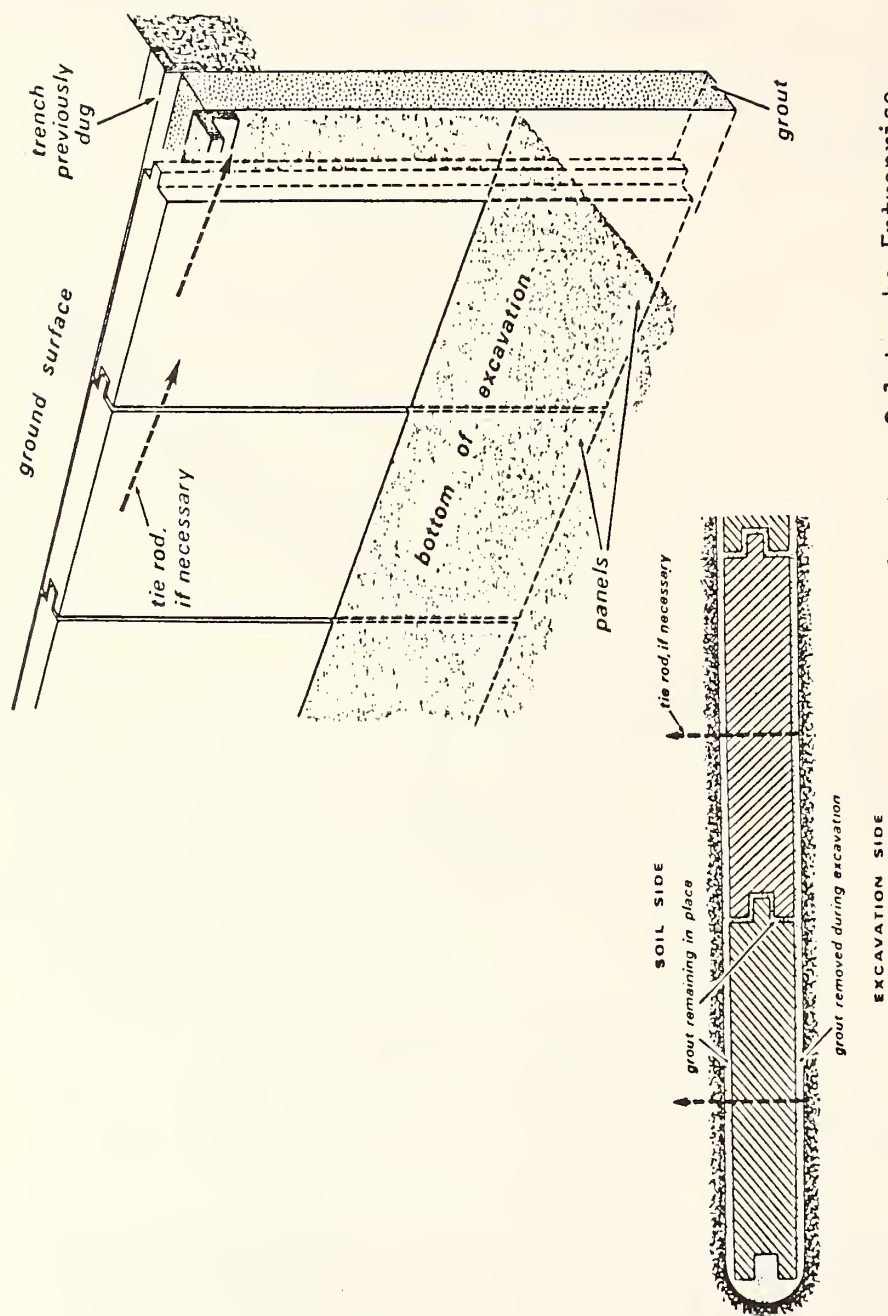 trench
previously
dug
ground surface
tie rod,
if necessary
bottom of excavation
panels
grout
SOIL SIDE
grout remaining in place
tie rod, if necessary
grout removed during excavation
EXCAVATION SIDE